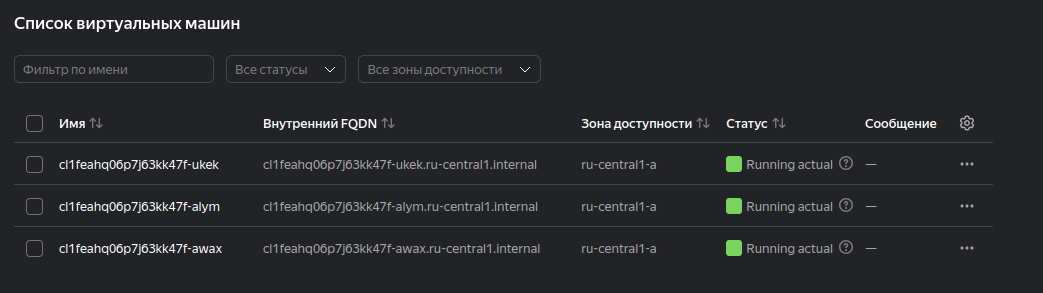 Список виртуальных машин
Фильтр по имени Все статусы Все зоны доступности
Имя Внутренний FQDN Зона доступности Статус Сообщение
cl1feahq06p7j63kk47f-ukek cl1feahq06p7j63kk47f-ukek.ru-central1.internal ru-central1-a Running actual —
cl1feahq06p7j63kk47f-alym cl1feahq06p7j63kk47f-alym.ru-central1.internal ru-central1-a Running actual —
cl1feahq06p7j63kk47f-awax cl1feahq06p7j63kk47f-awax.ru-central1.internal ru-central1-a Running actual —